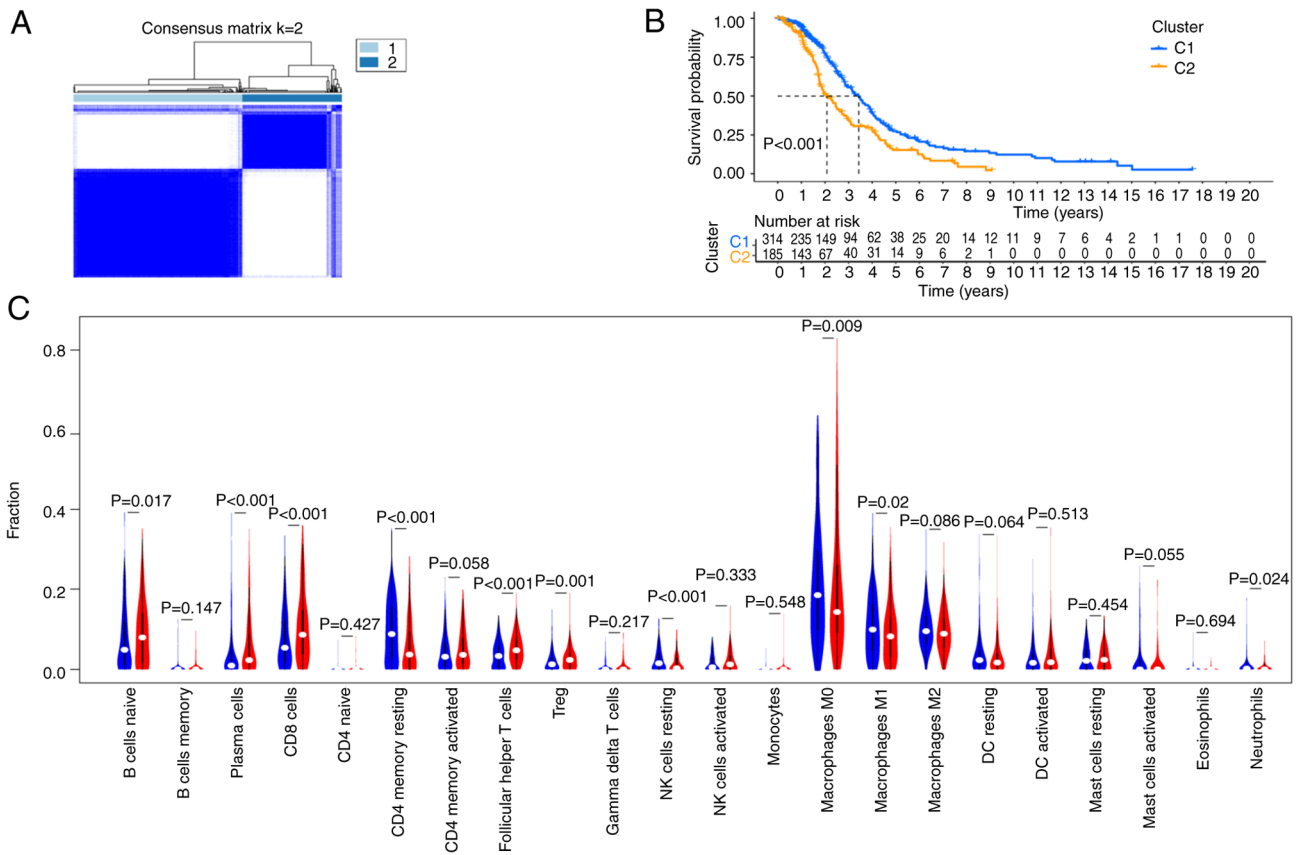 A
Consensus matrix k=2
1
2
B
Survival probability
1.00
0.75
0.50
0.25
0.00
P<0.001
Cluster
C1
C2
0 1 2 3 4 5 6 7 8 9 10 11 12 13 14 15 16 17 18 19 20
Time (years)
Number at risk
Cluster
C1 314 235 149 94 62 38 25 20 14 12 11 9 7 6 4 2 1 1 0 0 0
C2 185 143 67 40 31 14 9 6 2 1 0 0 0 0 0 0 0 0 0 0 0
0 1 2 3 4 5 6 7 8 9 10 11 12 13 14 15 16 17 18 19 20
Time (years)
C
Fraction
0.8
0.6
0.4
0.2
0.0
P=0.017
P=0.147
P<0.001
P<0.001
P=0.427
P<0.001
P=0.058
P<0.001
P=0.001
P=0.217
P<0.001
P=0.333
P=0.548
P=0.009
P=0.02
P=0.086
P=0.064
P=0.513
P=0.454
P=0.055
P=0.694
P=0.024
B cells naive
B cells memory
Plasma cells
CD8 cells
CD4 naive
CD4 memory resting
CD4 memory activated
Follicular helper T cells
Treg
Gamma delta T cells
NK cells resting
NK cells activated
Monocytes
Macrophages M0
Macrophages M1
Macrophages M2
DC resting
DC activated
Mast cells resting
Mast cells activated
Eosinophils
Neutrophils